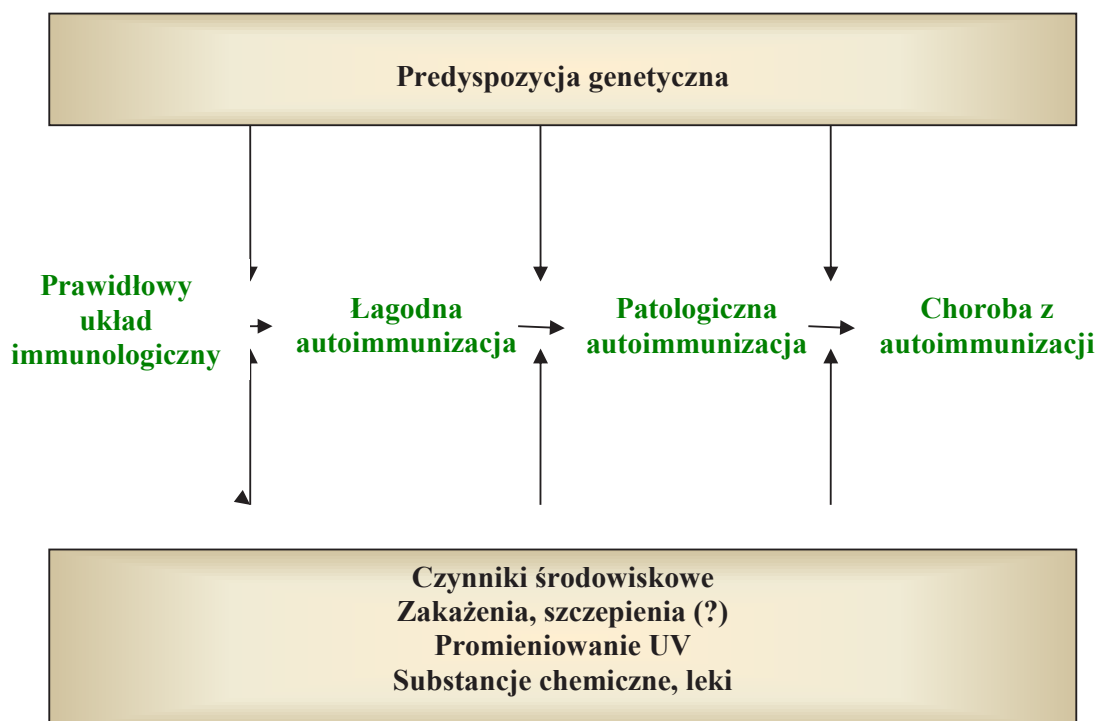 Predyspozycja genetyczna
Prawidłowy
układ
immunologiczny
Łagodna
autoimmunizacja
Patologiczna
autoimmunizacja
Choroba z
autoimmunizacji
Czynniki środowiskowe
Zakażenia, szczepienia (?)
Promieniowanie UV
Substancje chemiczne, leki